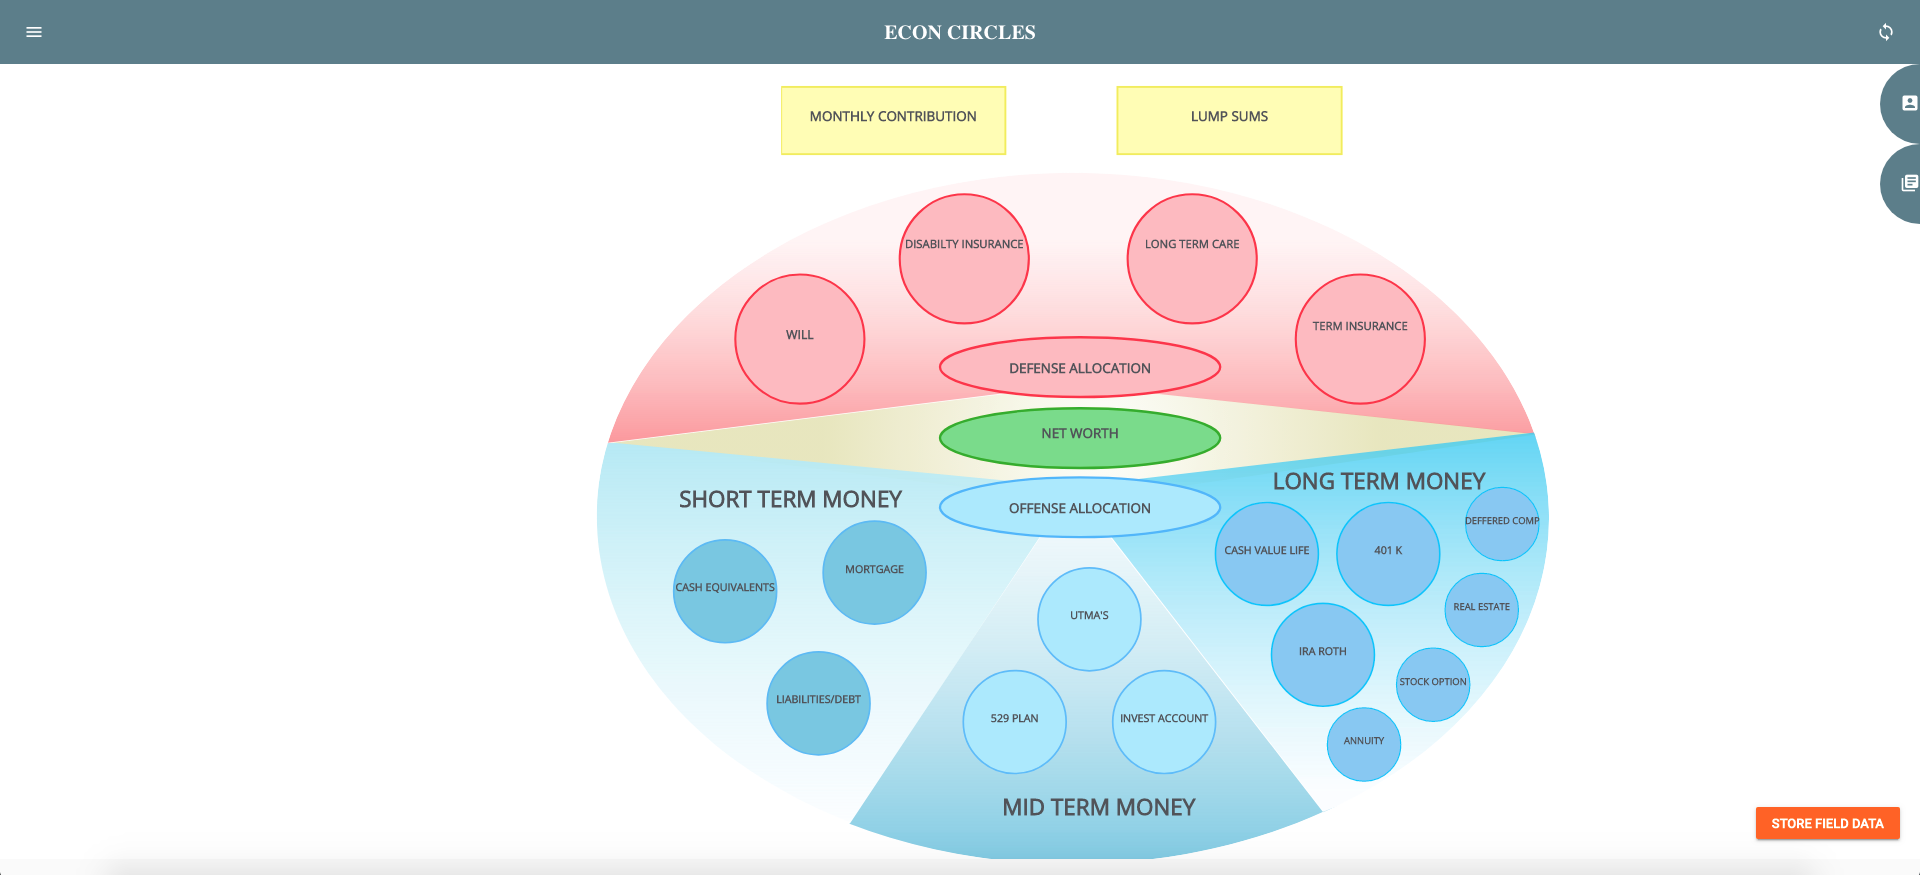 ECON CIRCLES
MONTHLY CONTRIBUTION
LUMP SUMS
DISABILTY INSURANCE
LONG TERM CARE
WILL
TERM INSURANCE
DEFENSE ALLOCATION
NET WORTH
OFFENSE ALLOCATION
SHORT TERM MONEY
CASH EQUIVALENTS
MORTGAGE
LIABILITIES/DEBT
UTMA'S
529 PLAN
INVEST ACCOUNT
MID TERM MONEY
LONG TERM MONEY
CASH VALUE LIFE
401 K
DEFFERED COMP
REAL ESTATE
IRA ROTH
STOCK OPTION
ANNUITY
STORE FIELD DATA